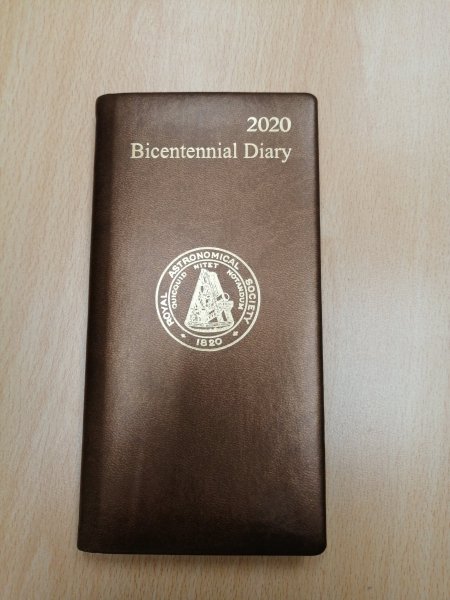 2020
Bicentennial Diary
ROYAL ASTRONOMICAL SOCIETY
QUICQUID NITET NOTANDUM
1820